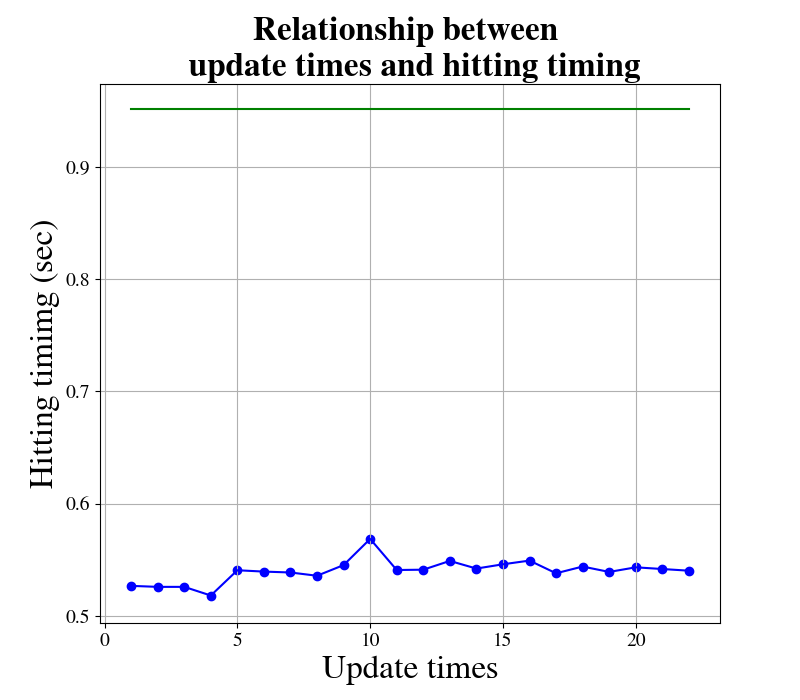 Relationship between
update times and hitting timing
Hitting timimg (sec)
0.9
0.8
0.7
0.6
0.5
0 5 10 15 20
Update times